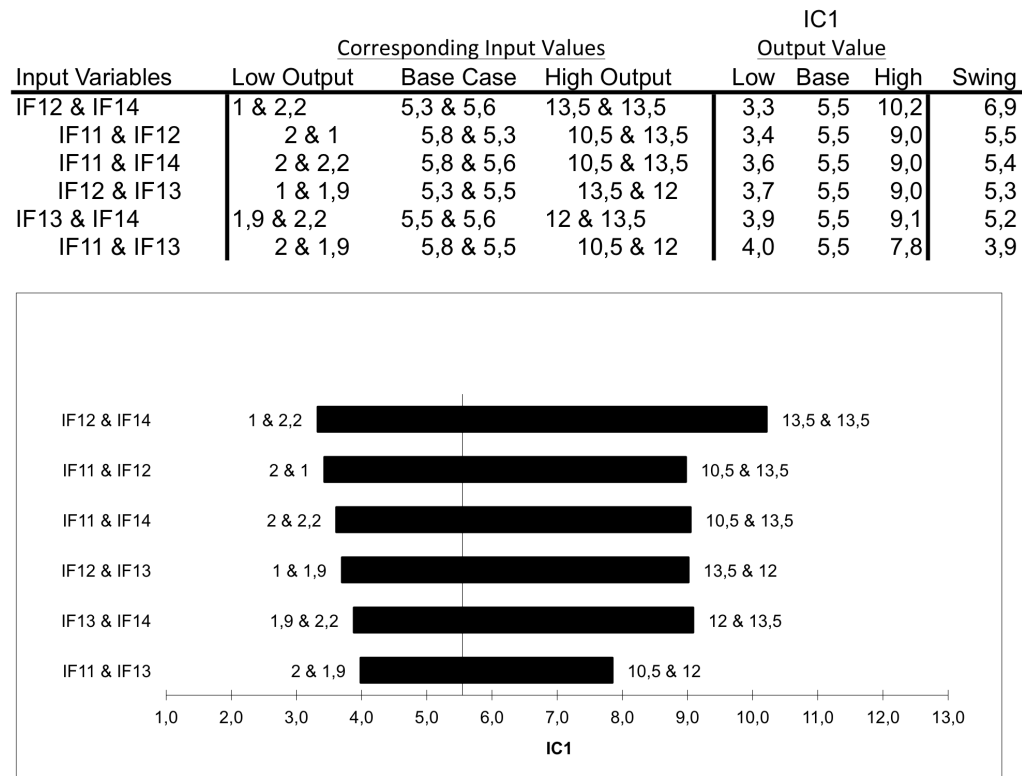 IC1
Corresponding Input Values Output Value
Input Variables Low Output Base Case High Output Low Base High Swing
IF12 & IF14 1 & 2,2 5,3 & 5,6 13,5 & 13,5 3,3 5,5 10,2 6,9
IF11 & IF12 2 & 1 5,8 & 5,3 10,5 & 13,5 3,4 5,5 9,0 5,5
IF11 & IF14 2 & 2,2 5,8 & 5,6 10,5 & 13,5 3,6 5,5 9,0 5,4
IF12 & IF13 1 & 1,9 5,3 & 5,5 13,5 & 12 3,7 5,5 9,0 5,3
IF13 & IF14 1,9 & 2,2 5,5 & 5,6 12 & 13,5 3,9 5,5 9,1 5,2
IF11 & IF13 2 & 1,9 5,8 & 5,5 10,5 & 12 4,0 5,5 7,8 3,9
IF12 & IF14 1 & 2,2 13,5 & 13,5
IF11 & IF12 2 & 1 10,5 & 13,5
IF11 & IF14 2 & 2,2 10,5 & 13,5
IF12 & IF13 1 & 1,9 13,5 & 12
IF13 & IF14 1,9 & 2,2 12 & 13,5
IF11 & IF13 2 & 1,9 10,5 & 12
1,0 2,0 3,0 4,0 5,0 6,0 7,0 8,0 9,0 10,0 11,0 12,0 13,0
IC1